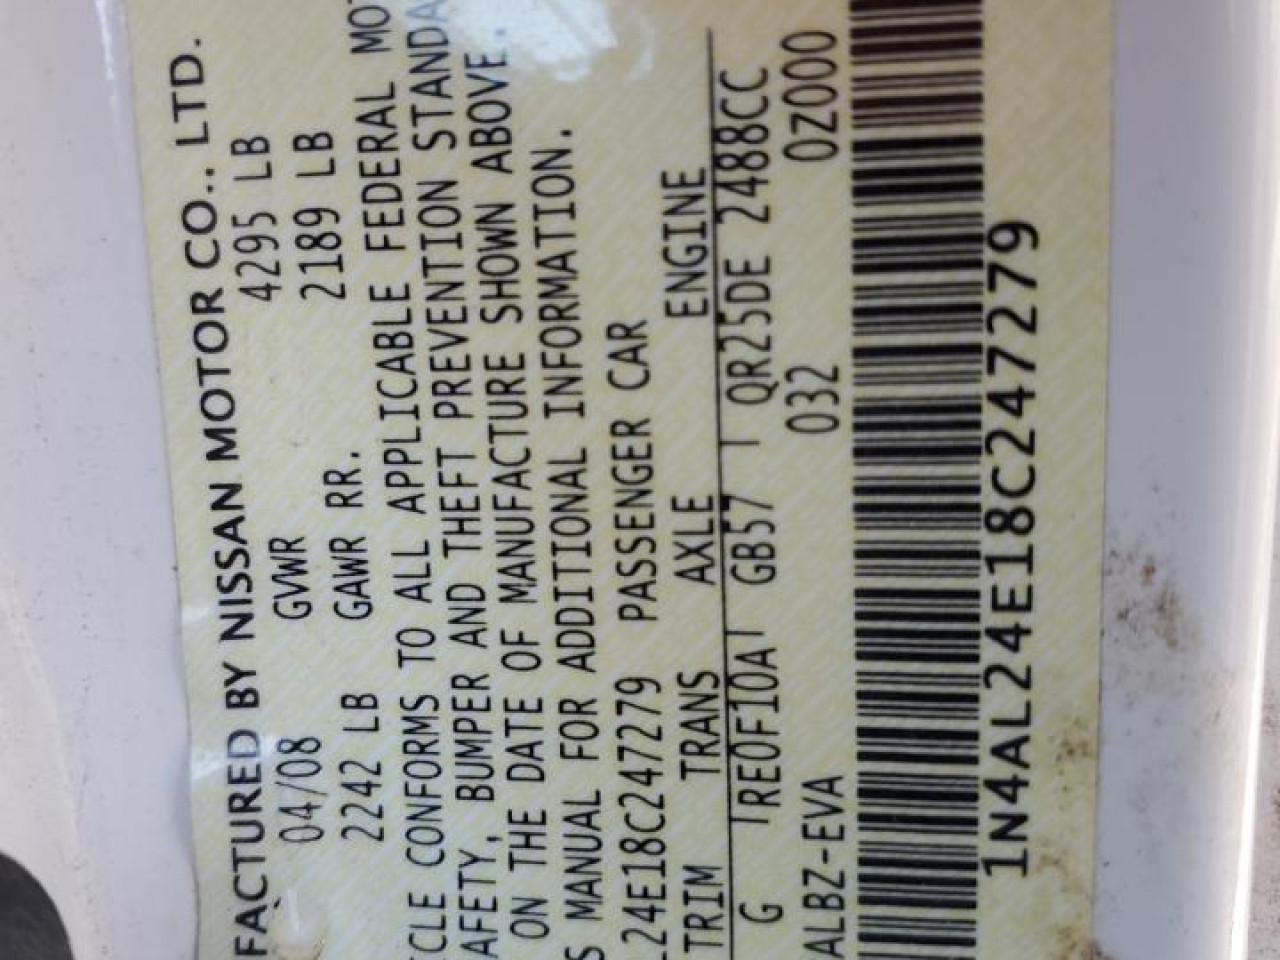 FACTURED BY NISSAN MOTOR CO., LTD.
04/08 GVWR 4295 LB
2242 LB GAWR RR. 2189 LB
ICLE CONFORMS TO ALL APPLICABLE FEDERAL MOT
AFETY, BUMPER AND THEFT PREVENTION STANDA
ON THE DATE OF MANUFACTURE SHOWN ABOVE.
S MANUAL FOR ADDITIONAL INFORMATION.
L24E18C247279 PASSENGER CAR
TRIM TRANS AXLE ENGINE
G RE0F10A GB57 QR25DE 2488CC
ALBZ-EVA 032 0Z000
1N4AL24E18C247279